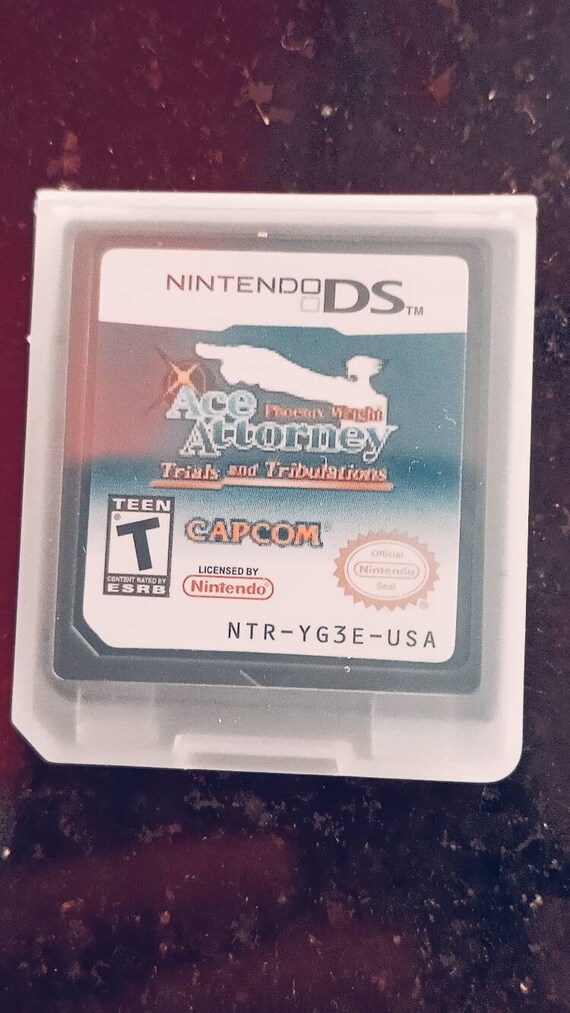 NINTENDO DS TM
Phoenix Wright
Ace
Attorney
Trials and Tribulations
TEEN
T
CONTENT RATED BY
ESRB
CAPCOM
LICENSED BY
Nintendo
Official
Nintendo
Seal
NTR-YG3E-USA